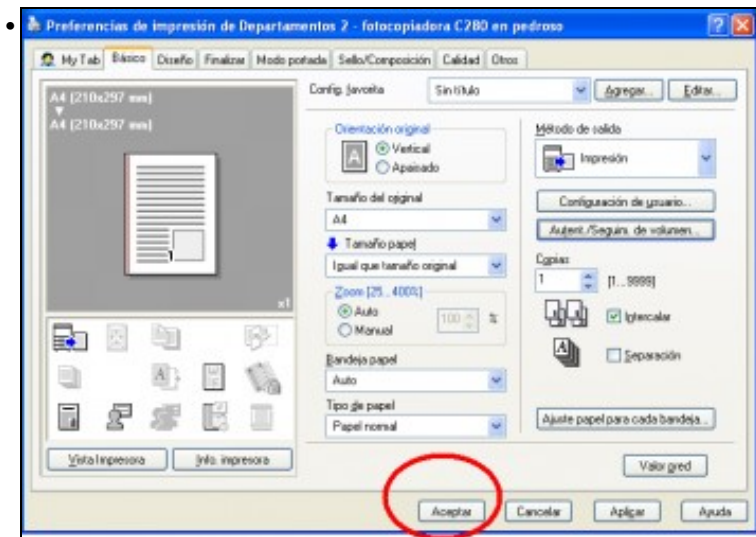 Preferencias de impresión de Departamentos 2 - fotocopiadora C280 en pedroso
My Tab Básico Diseño Finalizar Modo portada Sello/Composición Calidad Otros
A4 (210x297 mm)
A4 (210x297 mm)
x1
Vista Impresora Info. impresora
Config. favorita Sin título Agregar... Editar...
Orientación original
A Vertical
Apaisado
Tamaño del original
A4
Tamaño papel
Igual que tamaño original
Zoom [25...400%]
Auto
Manual
100 %
Bandeja papel
Auto
Tipo de papel
Papel normal
Método de salida
Impresión
Configuración de usuario...
Autent./Seguim. de volumen...
Copias
1 [1...9999]
Intercalar
Separación
Ajuste papel para cada bandeja...
Valor pred
Aceptar Cancelar Aplicar Ayuda